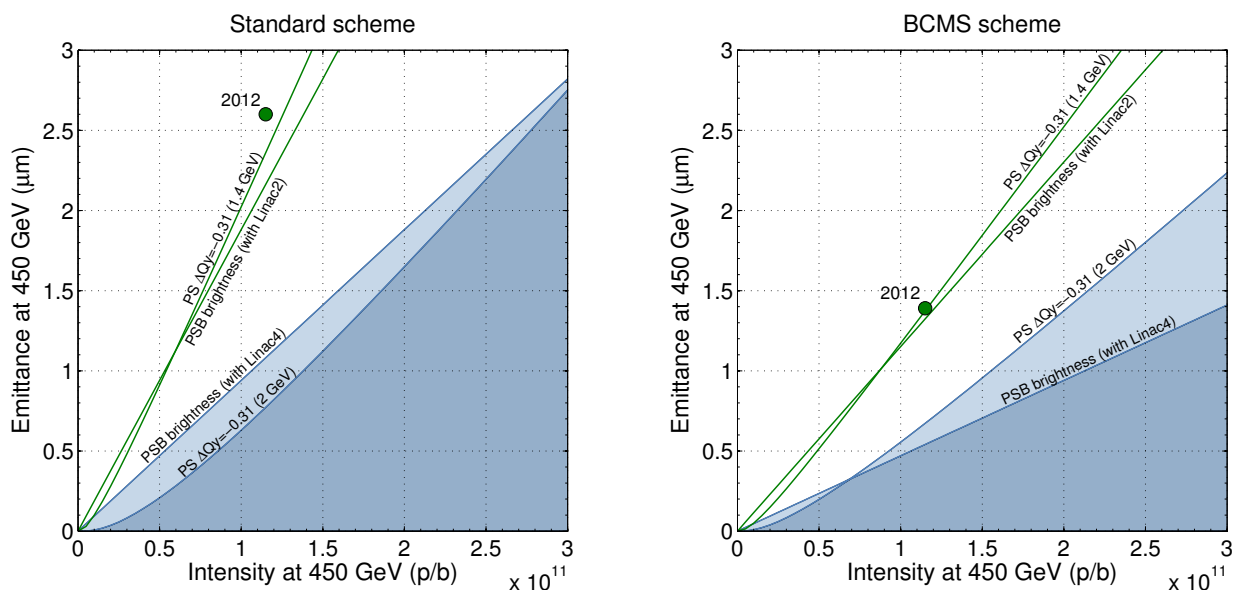 Standard scheme
3
2.5
2
1.5
1
0.5
0
Emittance at 450 GeV (μm)
2012
PS ΔQy=−0.31 (1.4 GeV)
PSB brightness (with Linac2)
PSB brightness (with Linac4)
PS ΔQy=−0.31 (2 GeV)
0 0.5 1 1.5 2 2.5 3
Intensity at 450 GeV (p/b)
x 10^11
BCMS scheme
3
2.5
2
1.5
1
0.5
0
Emittance at 450 GeV (μm)
2012
PS ΔQy=−0.31 (1.4 GeV)
PSB brightness (with Linac2)
PS ΔQy=−0.31 (2 GeV)
PSB brightness (with Linac4)
0 0.5 1 1.5 2 2.5 3
Intensity at 450 GeV (p/b)
x 10^11